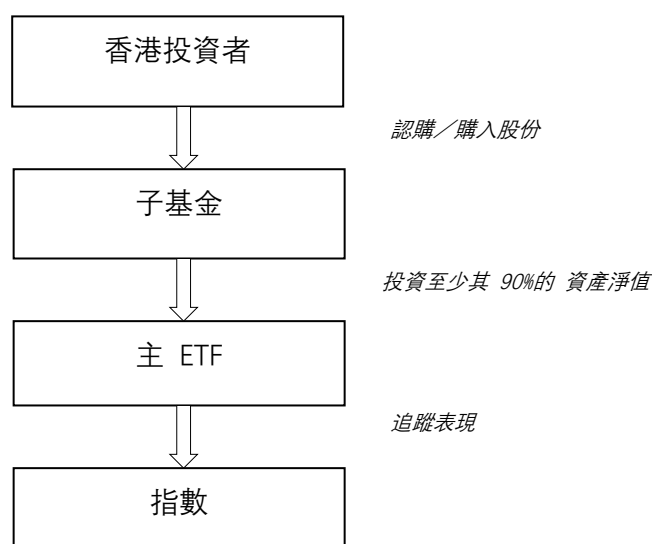 香港投資者
認購／購入股份
子基金
投資至少其 90%的 資產淨值
主 ETF
追蹤表現
指數